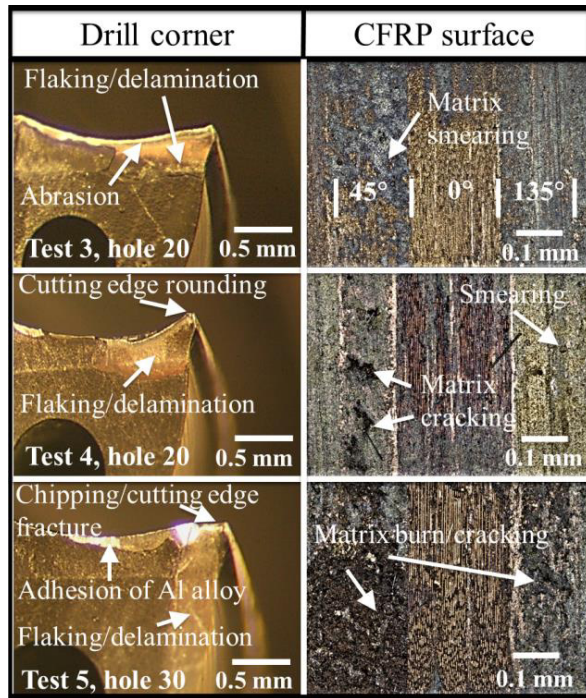 Drill corner
CFRP surface
Flaking/delamination
Abrasion
Test 3, hole 20
0.5 mm
Matrix
smearing
45°
0°
135°
0.1 mm
Cutting edge rounding
Flaking/delamination
Test 4, hole 20
0.5 mm
Smearing
Matrix
cracking
0.1 mm
Chipping/cutting edge
fracture
Adhesion of Al alloy
Flaking/delamination
Test 5, hole 30
0.5 mm
Matrix burn/cracking
0.1 mm